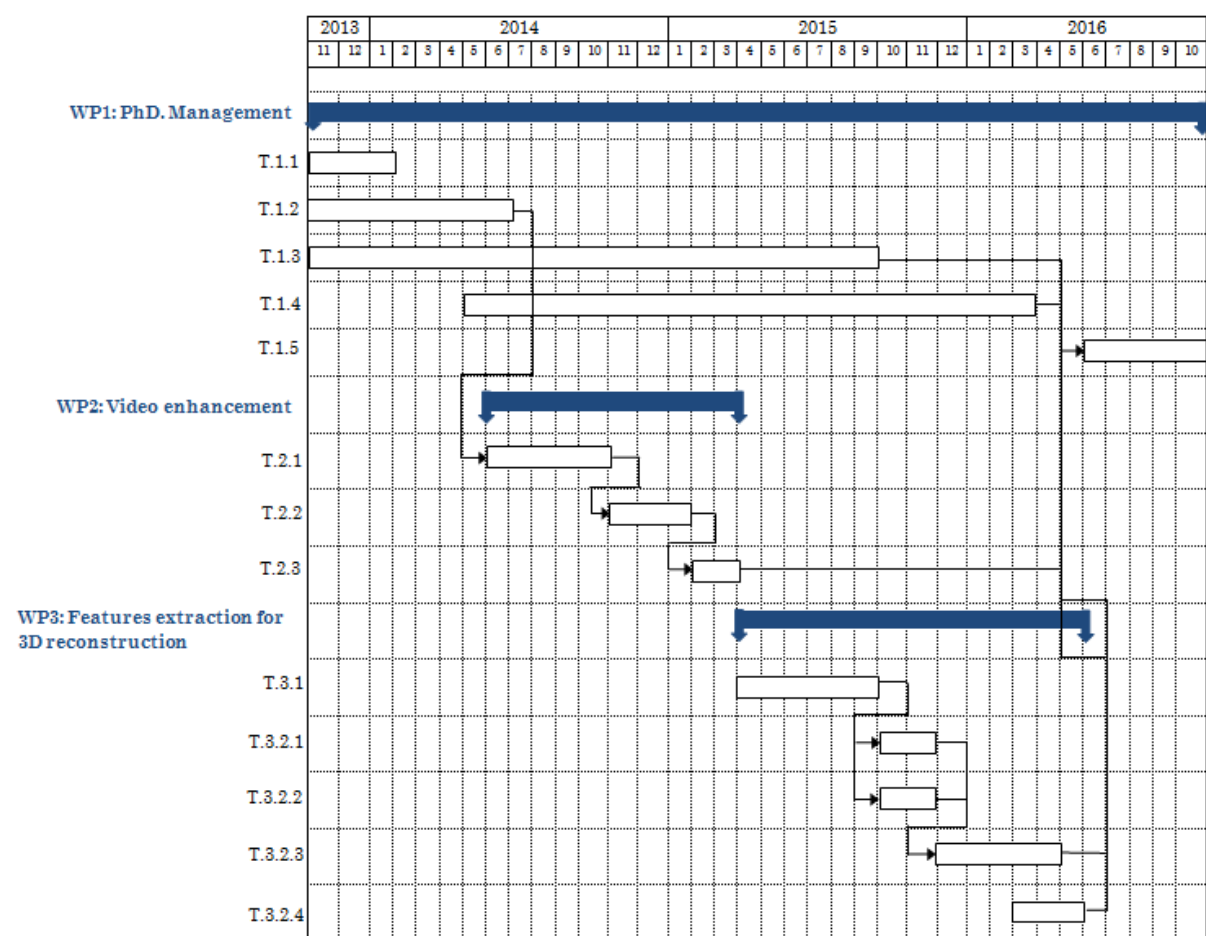 2013 2014 2015 2016
11 12 1 2 3 4 5 6 7 8 9 10 11 12 1 2 3 4 5 6 7 8 9 10 11 12 1 2 3 4 5 6 7 8 9 10
WP1: PhD. Management
T.1.1
T.1.2
T.1.3
T.1.4
T.1.5
WP2: Video enhancement
T.2.1
T.2.2
T.2.3
WP3: Features extraction for
3D reconstruction
T.3.1
T.3.2.1
T.3.2.2
T.3.2.3
T.3.2.4